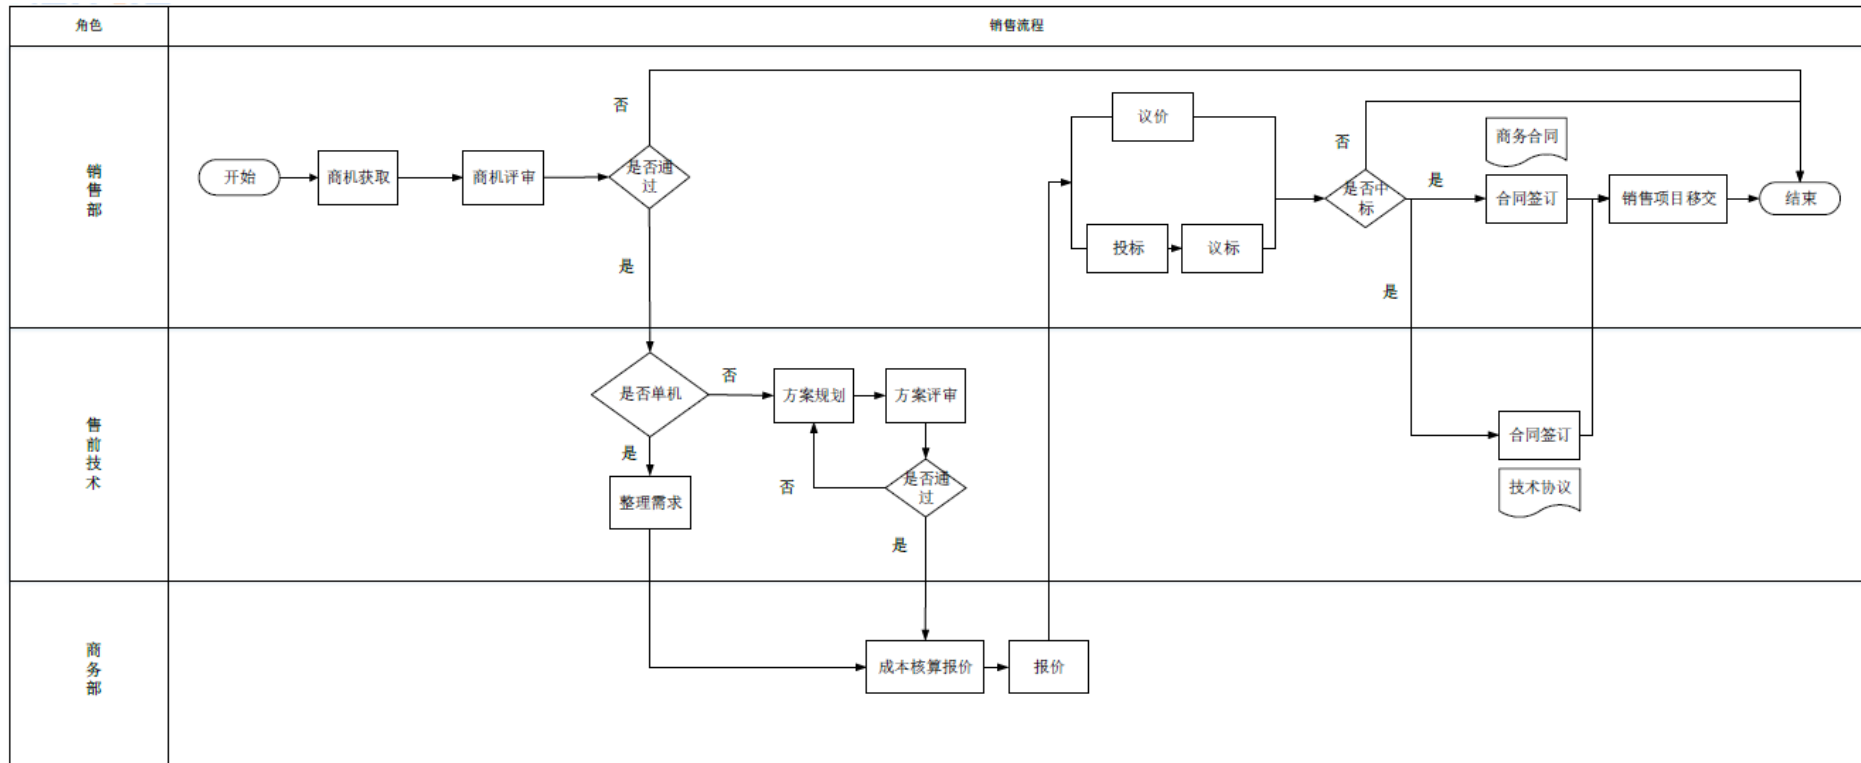 角色
销售流程
销售部
开始
商机获取
商机评审
是否通
过
否
是
议价
投标
议标
是否中
标
否
是
是
商务合同
合同签订
销售项目移交
结束
售前技术
是否单机
否
是
整理需求
方案规划
方案评审
是否通
过
否
是
合同签订
技术协议
商务部
成本核算报价
报价